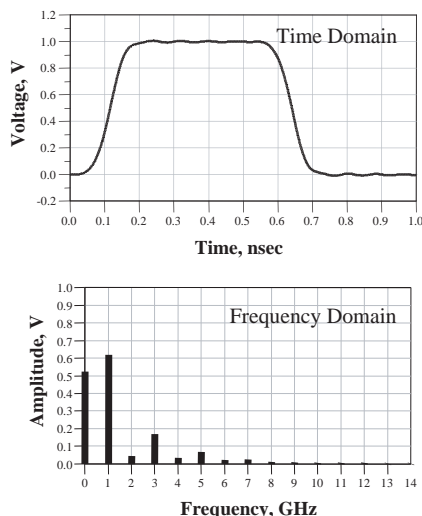 1.2
1.0
0.8
0.6
0.4
0.2
0.0
-0.2
Voltage, V
Time Domain
0.0 0.1 0.2 0.3 0.4 0.5 0.6 0.7 0.8 0.9 1.0
Time, nsec
1.0
0.9
0.8
0.7
0.6
0.5
0.4
0.3
0.2
0.1
0.0
Amplitude, V
Frequency Domain
0 1 2 3 4 5 6 7 8 9 10 11 12 13 14
Frequency, GHz